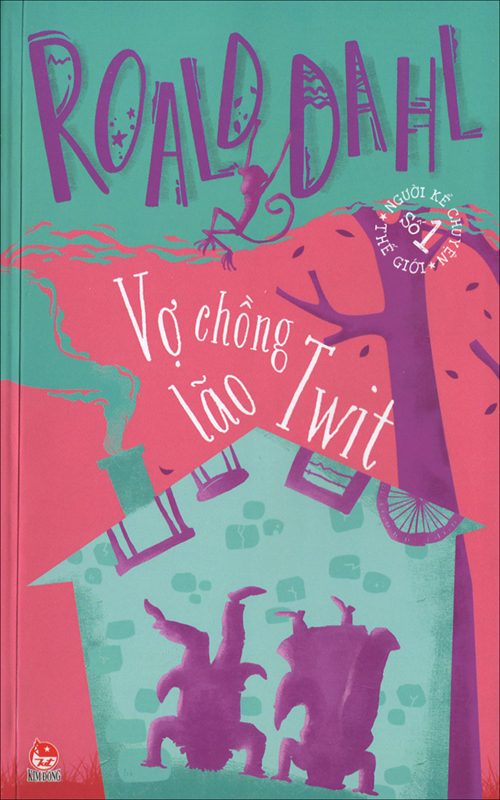 ROALD DAHL
NGƯỜI KỂ CHUYỆN
SỐ 1
THẾ GIỚI
Vợ chồng
lão Twit
KIM ĐỒNG